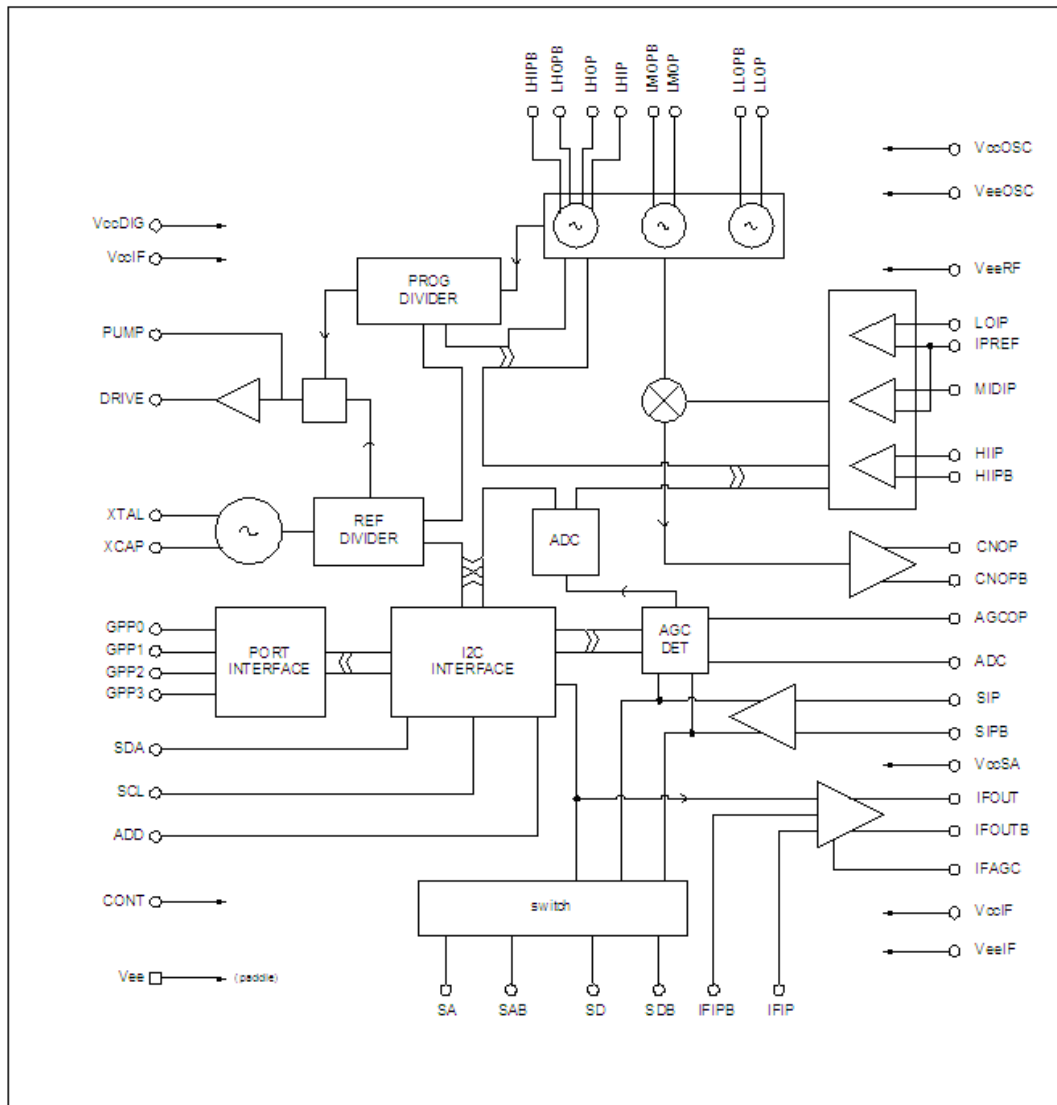 LHIPB
LHOPB
LHOP
LHIP
LMOPB
LMOP
LLOPB
LLOP
VccOSC
VeeOSC
VccDIG
VccIF
VeeRF
PROG
DIVIDER
PUMP
LOIP
IPREF
DRIVE
MIDIP
HIIP
HIIPB
XTAL
REF
DIVIDER
ADC
XCAP
CNOP
CNOPB
GPP0
GPP1
GPP2
GPP3
PORT
INTERFACE
I2C
INTERFACE
AGC
DET
AGCOP
ADC
SIP
SIPB
SDA
VccSA
SCL
IFOUT
ADD
IFOUTB
IFAGC
CONT
switch
VccIF
VeeIF
Vee
(paddle)
SA
SAB
SD
SDB
IFIPB
IFIP